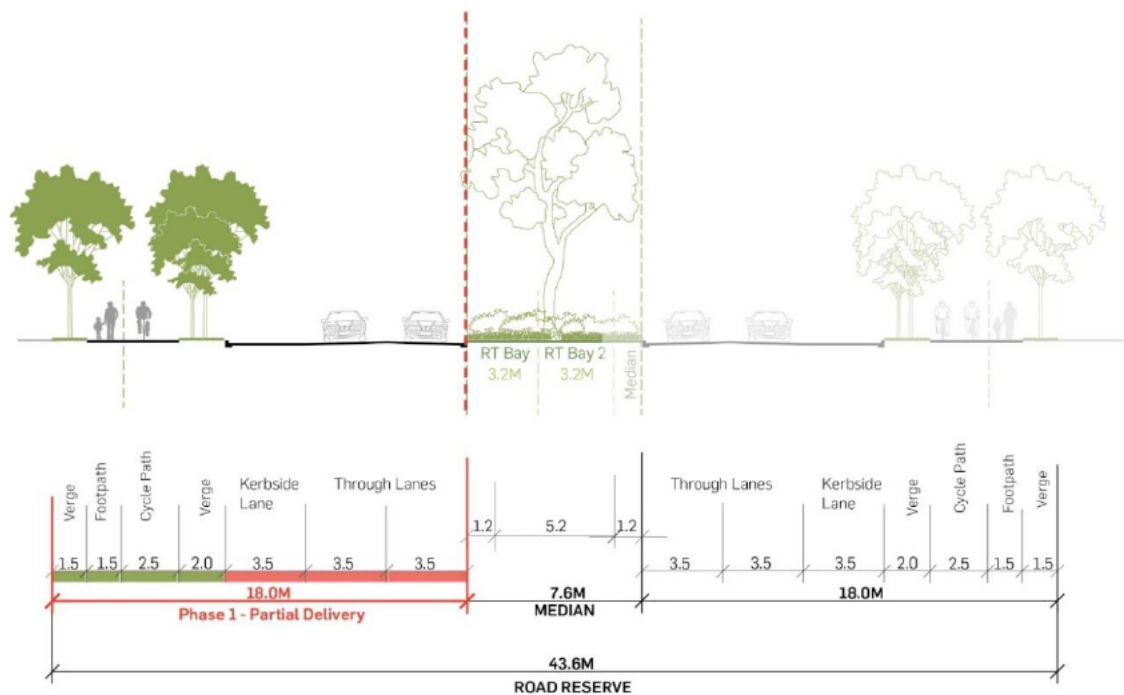 RT Bay RT Bay 2
3.2M 3.2M
Median
Verge
Footpath
Cycle Path
Verge
Kerbside
Lane
Through Lanes
Through Lanes
Kerbside
Lane
Verge
Cycle Path
Footpath
Verge
1.2 5.2 1.2
1.5 1.5 2.5 2.0 3.5 3.5 3.5
3.5 3.5 3.5 2.0 2.5 1.5 1.5
18.0M 7.6M 18.0M
Phase 1 - Partial Delivery MEDIAN
43.6M
ROAD RESERVE